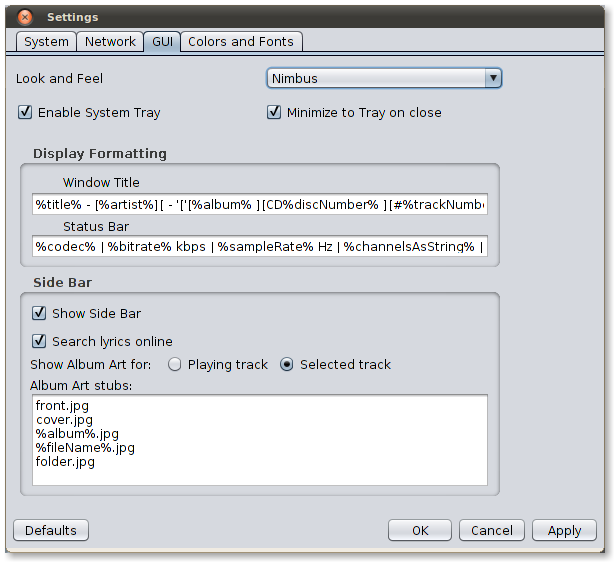 Settings
System Network GUI Colors and Fonts
Look and Feel Nimbus
Enable System Tray Minimize to Tray on close
Display Formatting
Window Title
%title% - [%artist%][ - '['[%album% ][CD%discNumber% ][#%trackNumbe
Status Bar
%codec% | %bitrate% kbps | %sampleRate% Hz | %channelsAsString% |
Side Bar
Show Side Bar
Search lyrics online
Show Album Art for: Playing track Selected track
Album Art stubs:
front.jpg
cover.jpg
%album%.jpg
%fileName%.jpg
folder.jpg
Defaults OK Cancel Apply